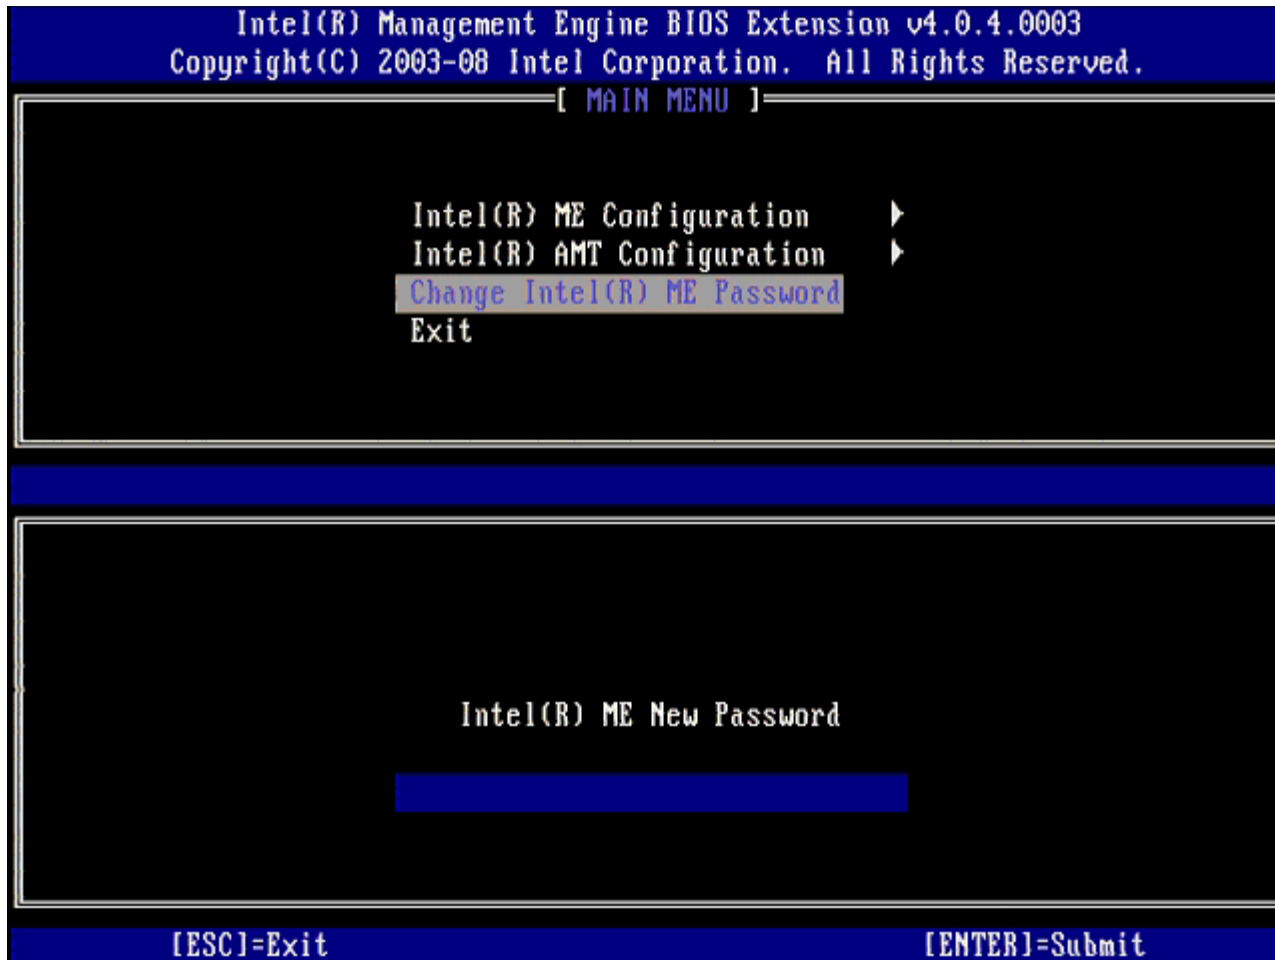 Intel(R) Management Engine BIOS Extension v4.0.4.0003
Copyright(C) 2003-08 Intel Corporation. All Rights Reserved.
[ MAIN MENU ]
Intel(R) ME Configuration
Intel(R) AMT Configuration
Change Intel(R) ME Password
Exit
Intel(R) ME New Password
[ESC]=Exit [ENTER]=Submit